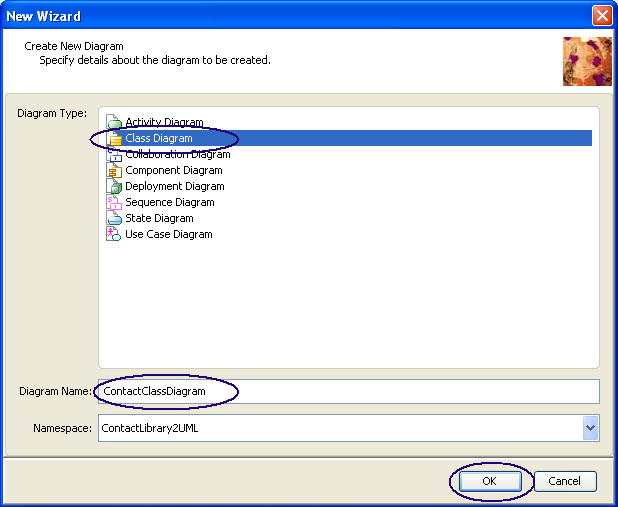 New Wizard
Create New Diagram
Specify details about the diagram to be created.
Diagram Type:
Activity Diagram
Class Diagram
Collaboration Diagram
Component Diagram
Deployment Diagram
Sequence Diagram
State Diagram
Use Case Diagram
Diagram Name: ContactClassDiagram
Namespace: ContactLibrary2UML
OK Cancel